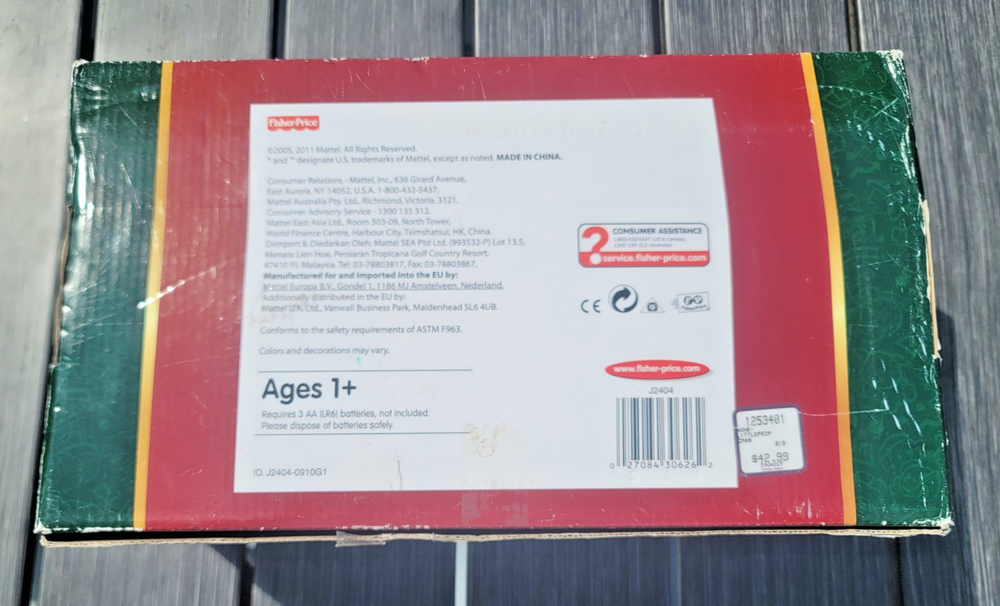 Fisher-Price
©2005, 2011 Mattel. All Rights Reserved.
® and ™ designate U.S. trademarks of Mattel, except as noted. MADE IN CHINA.
Consumer Relations - Mattel, Inc., 636 Girard Avenue,
East Aurora, NY 14052, U.S.A. 1-800-432-5437.
Mattel Australia Pty. Ltd., Richmond, Victoria. 3121.
Consumer Advisory Service - 1300 135 312.
Mattel East Asia Ltd., Room 503-09, North Tower,
World Finance Centre, Harbour City, Tsimshatsui, HK, China.
Diimport & Diedarkan Oleh: Mattel SEA Ptd Ltd. (993532-P) Lot 13.5,
Menara Lien Hoe, Persiaran Tropicana Golf Country Resort,
47410 PJ. Malaysia. Tel: 03-78803817, Fax: 03-78803867.
Manufactured for and imported into the EU by:
Mattel Europa B.V., Gondel 1, 1186 MJ Amstelveen, Nederland.
Additionally distributed in the EU by:
Mattel U.K. Ltd., Vanwall Business Park, Maidenhead SL6 4UB.
Conforms to the safety requirements of ASTM F963.
Colors and decorations may vary.
Ages 1+
Requires 3 AA (LR6) batteries, not included.
Please dispose of batteries safely.
ID. J2404-0910G1
? CONSUMER ASSISTANCE
service.fisher-price.com
CE
www.fisher-price.com
J2404
0 27084 30626 2
1253401
$42.99
FAMILY